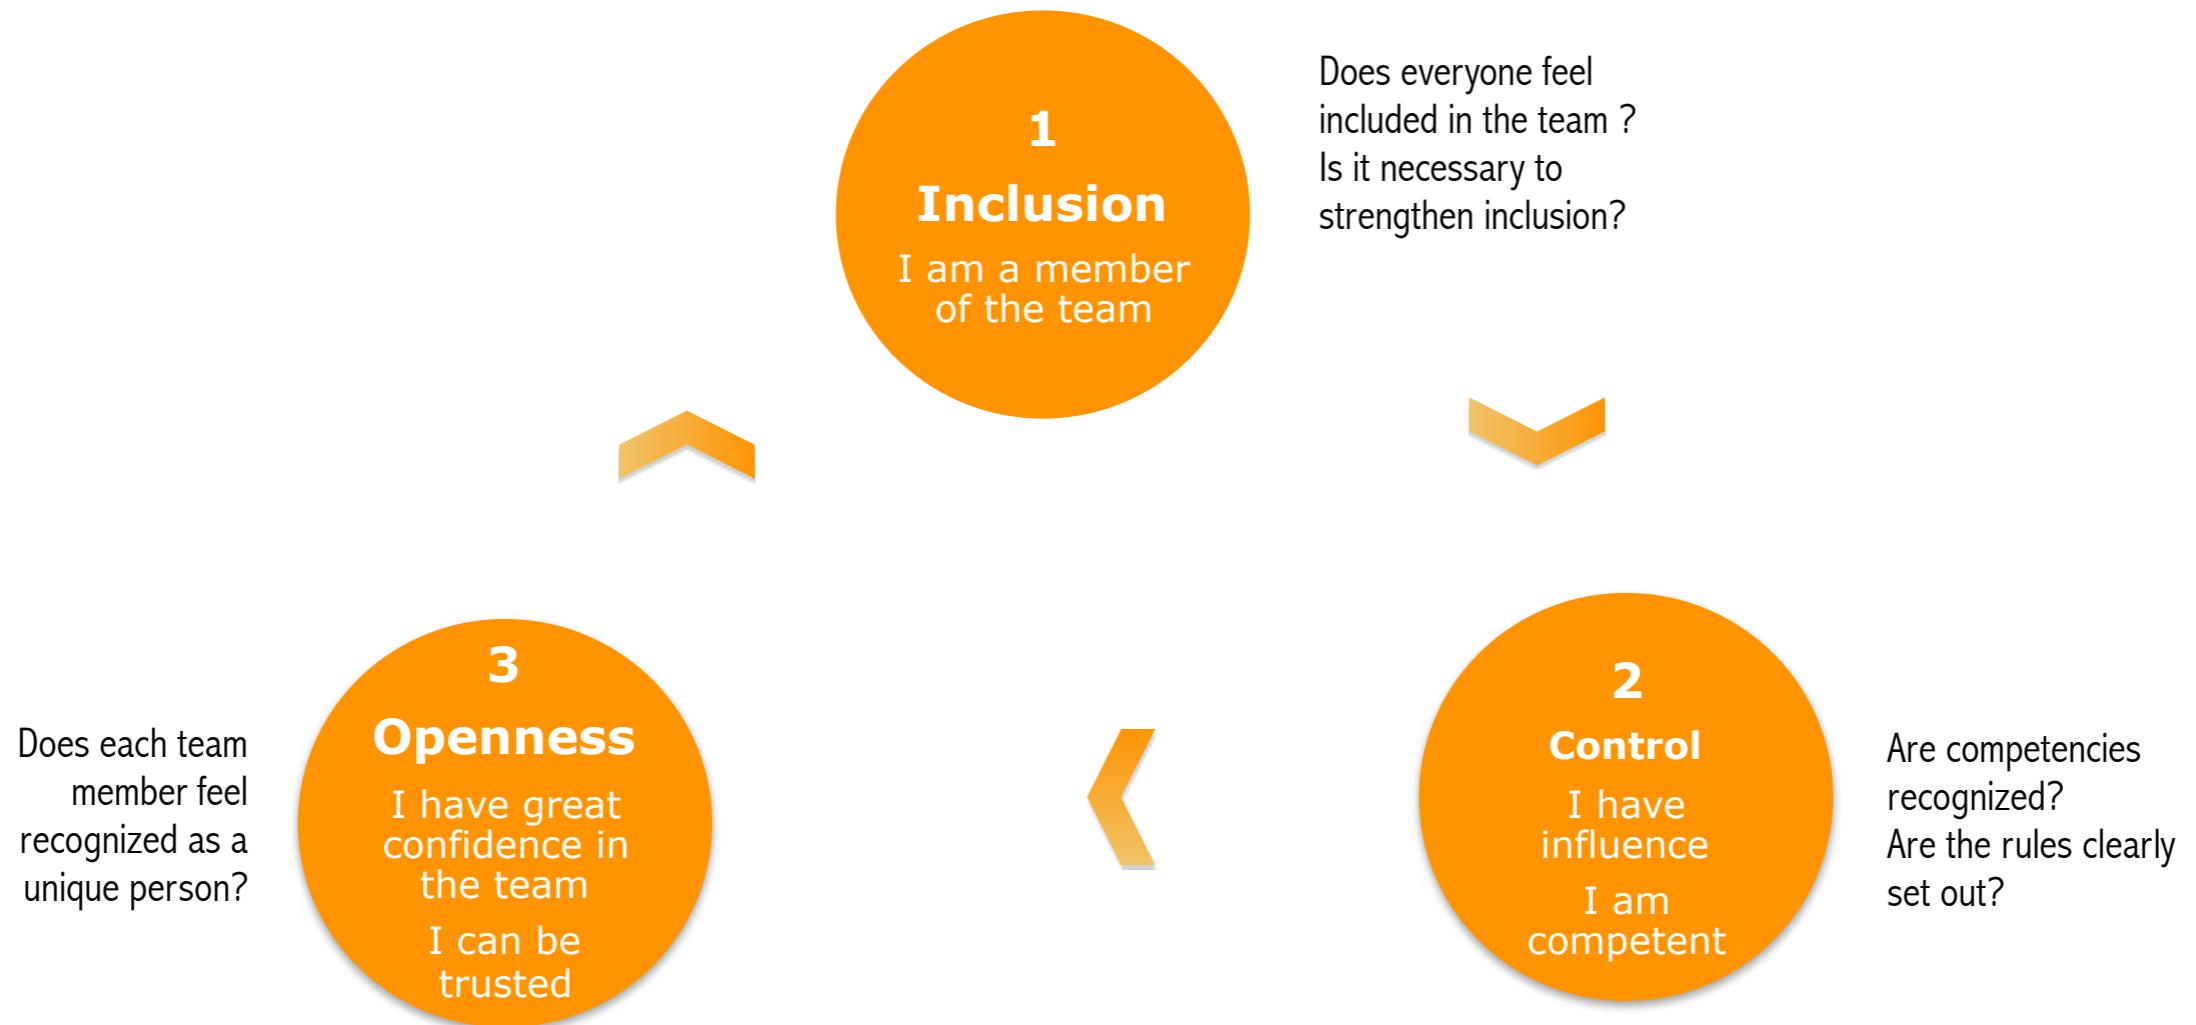 1
Inclusion
I am a member
of the team
Does everyone feel
included in the team ?
Is it necessary to
strengthen inclusion?
2
Control
I have
influence
I am
competent
Are competencies
recognized?
Are the rules clearly
set out?
3
Openness
I have great
confidence in
the team
I can be
trusted
Does each team
member feel
recognized as a
unique person?